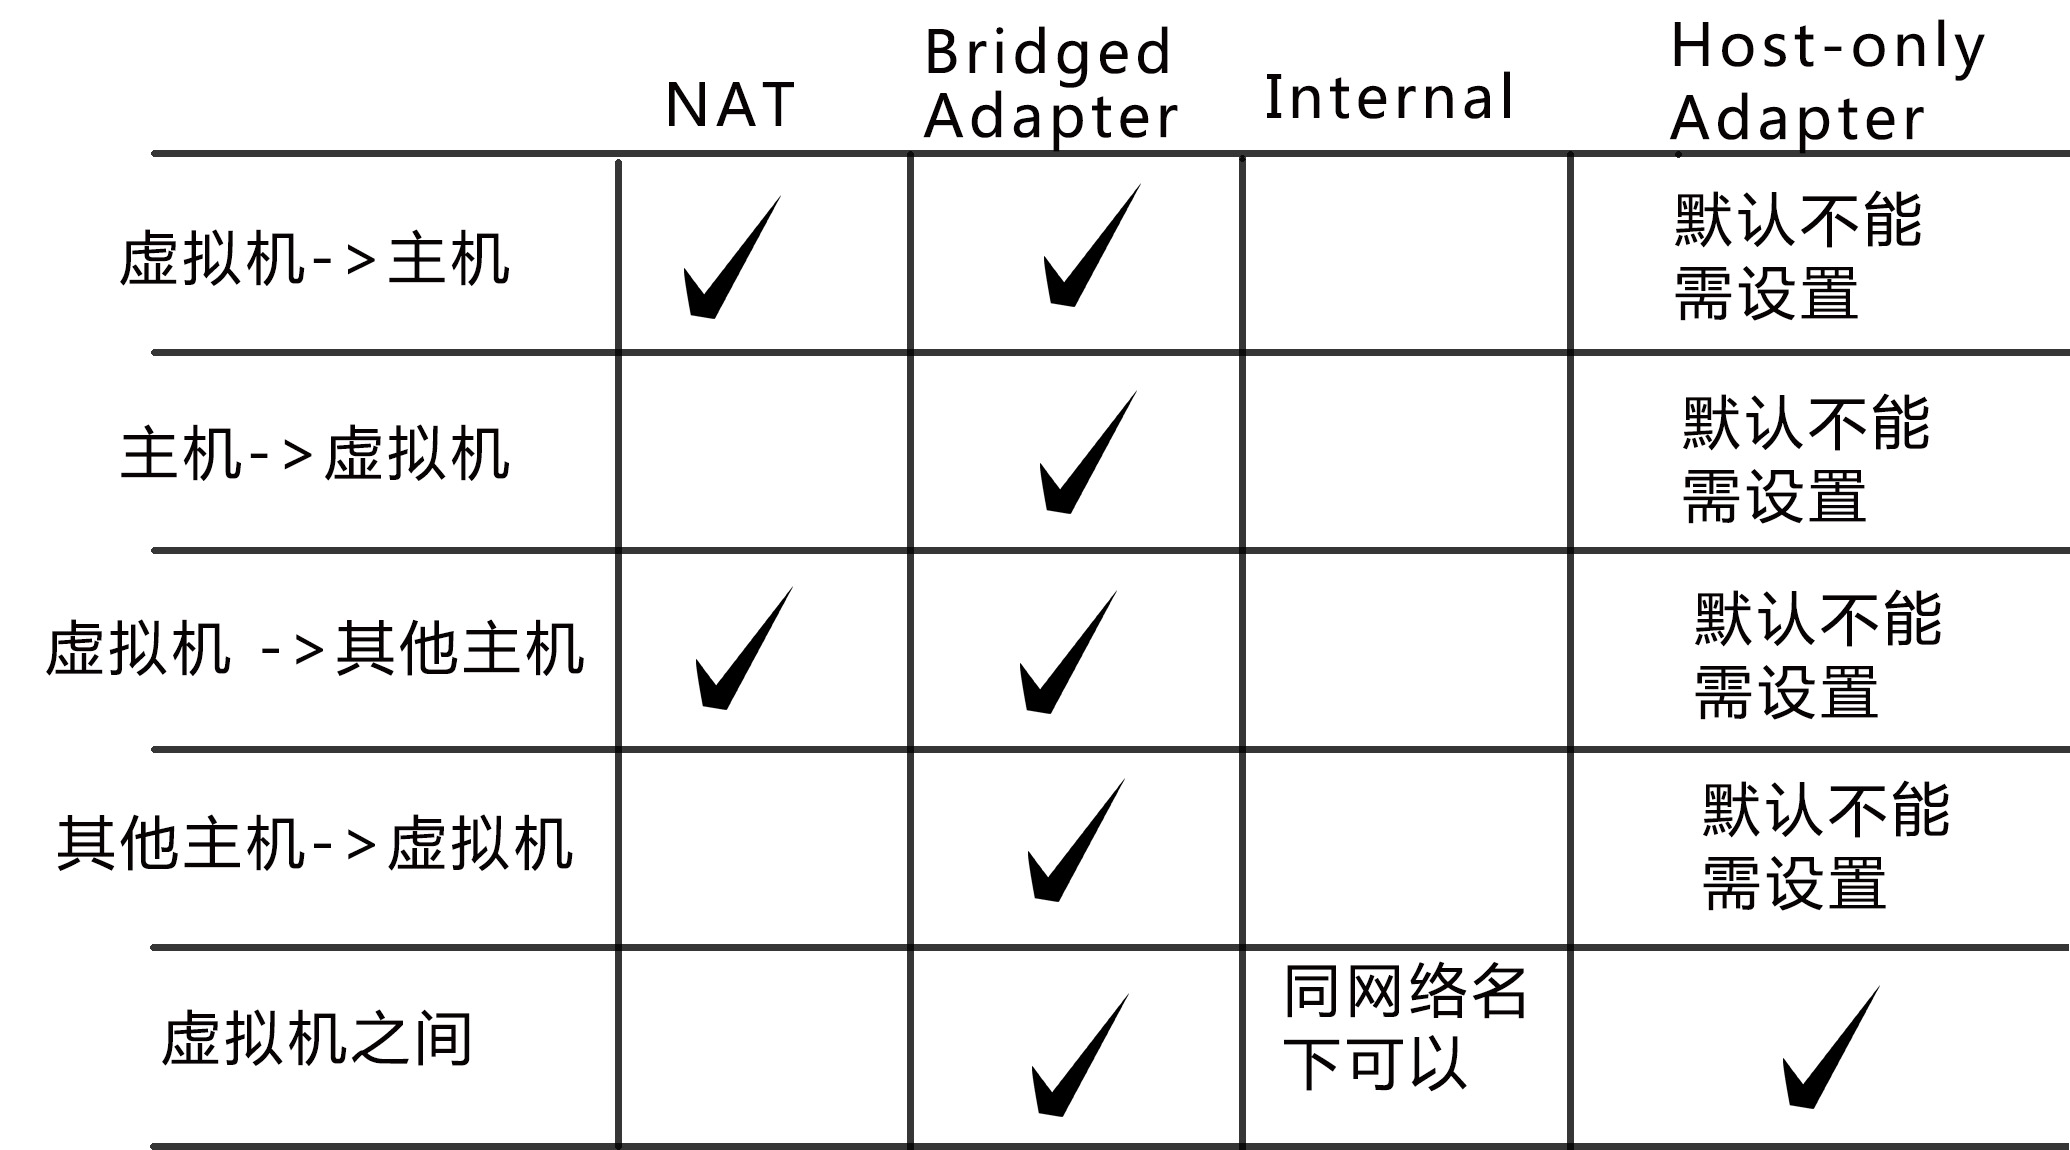 NAT
Bridged
Adapter
Internal
Host-only
Adapter
虚拟机->主机
默认不能
需设置
主机->虚拟机
默认不能
需设置
虚拟机 ->其他主机
默认不能
需设置
其他主机->虚拟机
默认不能
需设置
虚拟机之间
同网络名
下可以